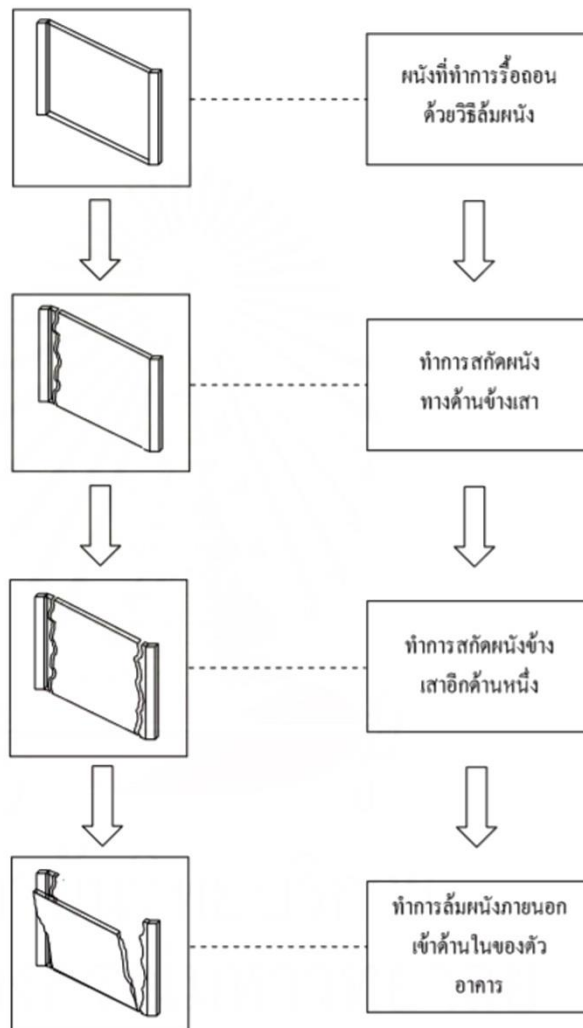 ผนังที่ทำการรื้อถอน
ด้วยวิธีล้มผนัง
ทำการสกัดผนัง
ทางด้านข้างเสา
ทำการสกัดผนังข้าง
เสาอีกด้านหนึ่ง
ทำการล้มผนังภายนอก
เข้าด้านในของตัว
อาคาร